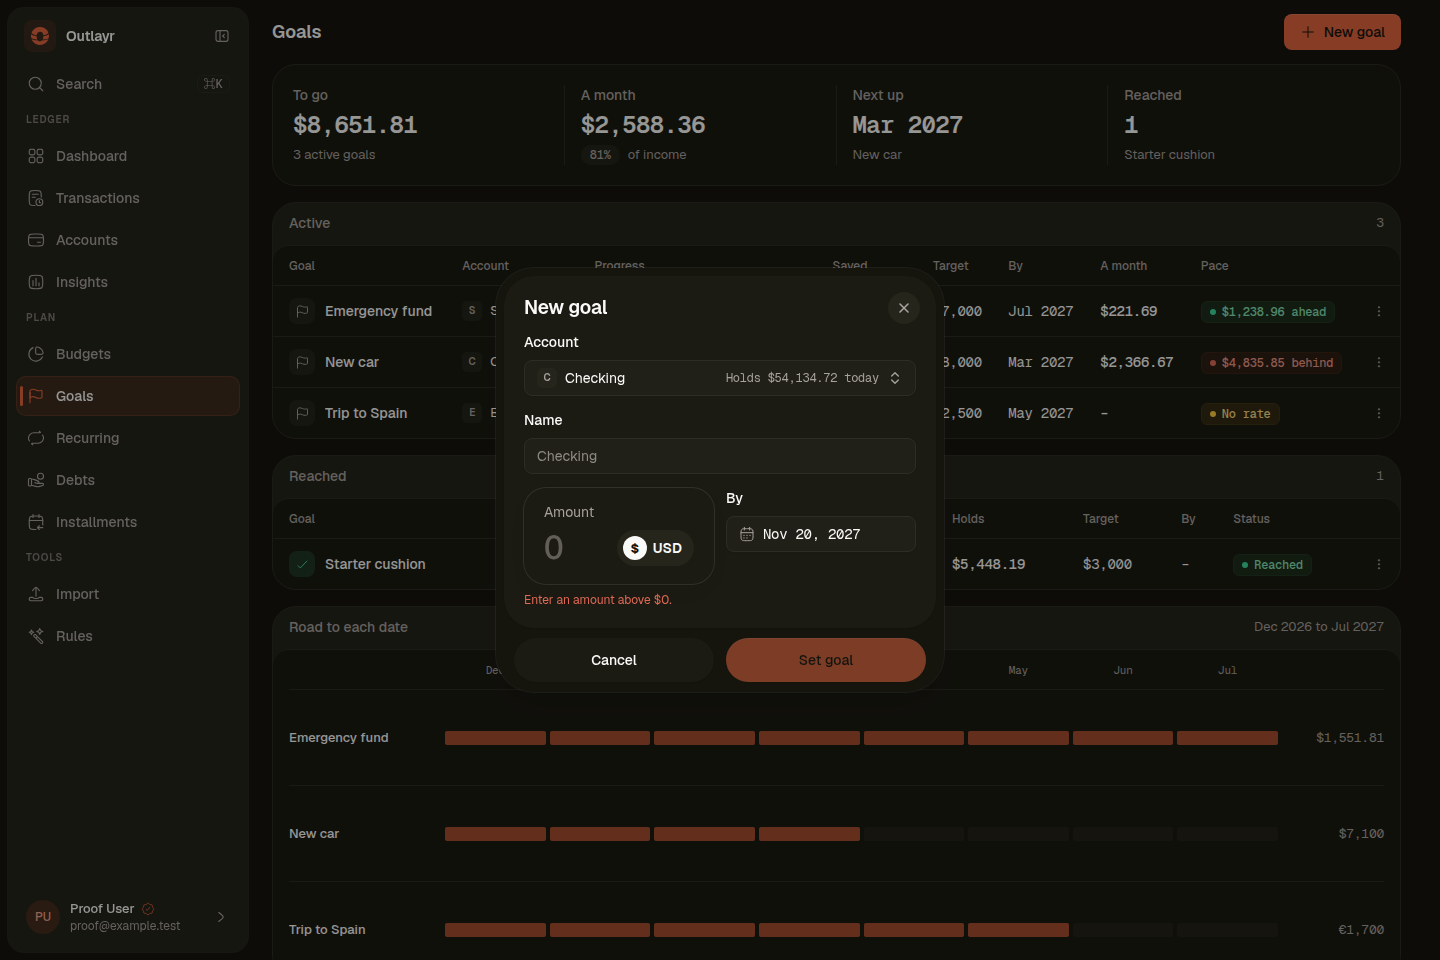 Outlayr
Search ⌘K
LEDGER
Dashboard
Transactions
Accounts
Insights
PLAN
Budgets
Goals
Recurring
Debts
Installments
TOOLS
Import
Rules
PU
Proof User
proof@example.test
Goals
New goal
To go
$8,651.81
3 active goals
A month
$2,588.36
81% of income
Next up
Mar 2027
New car
Reached
1
Starter cushion
Active 3
Goal Account Progress Saved Target By A month Pace
Emergency fund S S 7,000 Jul 2027 $221.69 $1,238.96 ahead
New car C C 8,000 Mar 2027 $2,366.67 $4,835.85 behind
Trip to Spain E E 2,500 May 2027 – No rate
Reached 1
Goal Holds Target By Status
Starter cushion $5,448.19 $3,000 – Reached
Road to each date Dec 2026 to Jul 2027
May Jun Jul
Emergency fund $1,551.81
New car $7,100
Trip to Spain €1,700
New goal
Account
C Checking Holds $54,134.72 today
Name
Checking
Amount
0 $ USD
By
Nov 20, 2027
Enter an amount above $0.
Cancel
Set goal